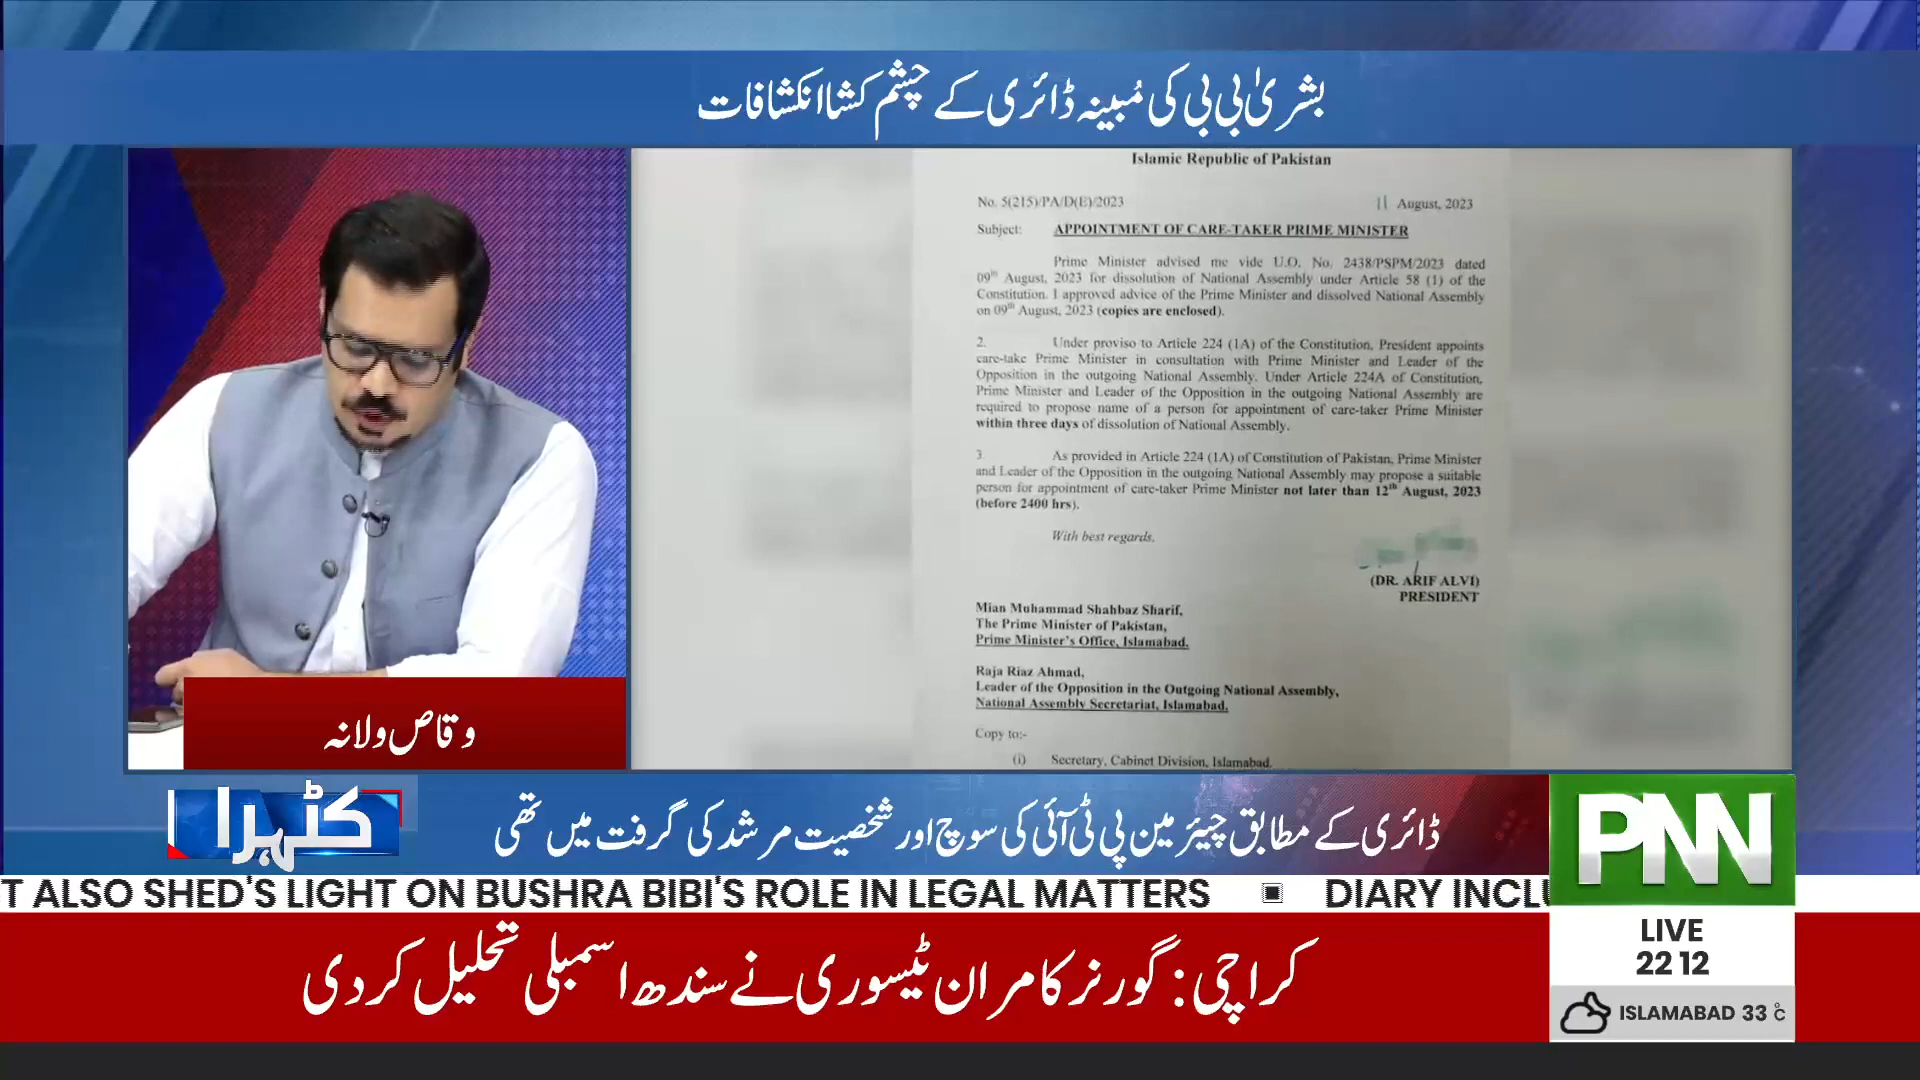 بشریٰ بی بی کی مُبینہ ڈائری کے چشم کشا انکشافات
Islamic Republic of Pakistan
No. 5(215)/PA/D(E)/2023
11 August, 2023
Subject: APPOINTMENT OF CARE-TAKER PRIME MINISTER
Prime Minister advised me vide U.O. No. 2438/PSPM/2023 dated
09th August, 2023 for dissolution of National Assembly under Article 58 (1) of the
Constitution. I approved advice of the Prime Minister and dissolved National Assembly
on 09th August, 2023 (copies are enclosed).
2. Under proviso to Article 224 (1A) of the Constitution, President appoints
care-take Prime Minister in consultation with Prime Minister and Leader of the
Opposition in the outgoing National Assembly. Under Article 224A of Constitution,
Prime Minister and Leader of the Opposition in the outgoing National Assembly are
required to propose name of a person for appointment of care-taker Prime Minister
within three days of dissolution of National Assembly.
3. As provided in Article 224 (1A) of Constitution of Pakistan, Prime Minister
and Leader of the Opposition in the outgoing National Assembly may propose a suitable
person for appointment of care-taker Prime Minister not later than 12th August, 2023
(before 2400 hrs).
With best regards,
(DR. ARIF ALVI)
PRESIDENT
Mian Muhammad Shahbaz Sharif,
The Prime Minister of Pakistan,
Prime Minister's Office, Islamabad.
Raja Riaz Ahmad,
Leader of the Opposition in the Outgoing National Assembly,
National Assembly Secretariat, Islamabad.
Copy to:-
(i) Secretary, Cabinet Division, Islamabad.
وقاص ولانہ
کٹہرا
ڈائری کے مطابق چیئرمین پی ٹی آئی کی سوچ اور شخصیت مرشد کی گرفت میں تھی
PNN
T ALSO SHED'S LIGHT ON BUSHRA BIBI'S ROLE IN LEGAL MATTERS ▪ DIARY INCLU
کراچی: گورنر کامران ٹیسوری نے سندھ اسمبلی تحلیل کر دی
LIVE
22 12
ISLAMABAD 33 °C